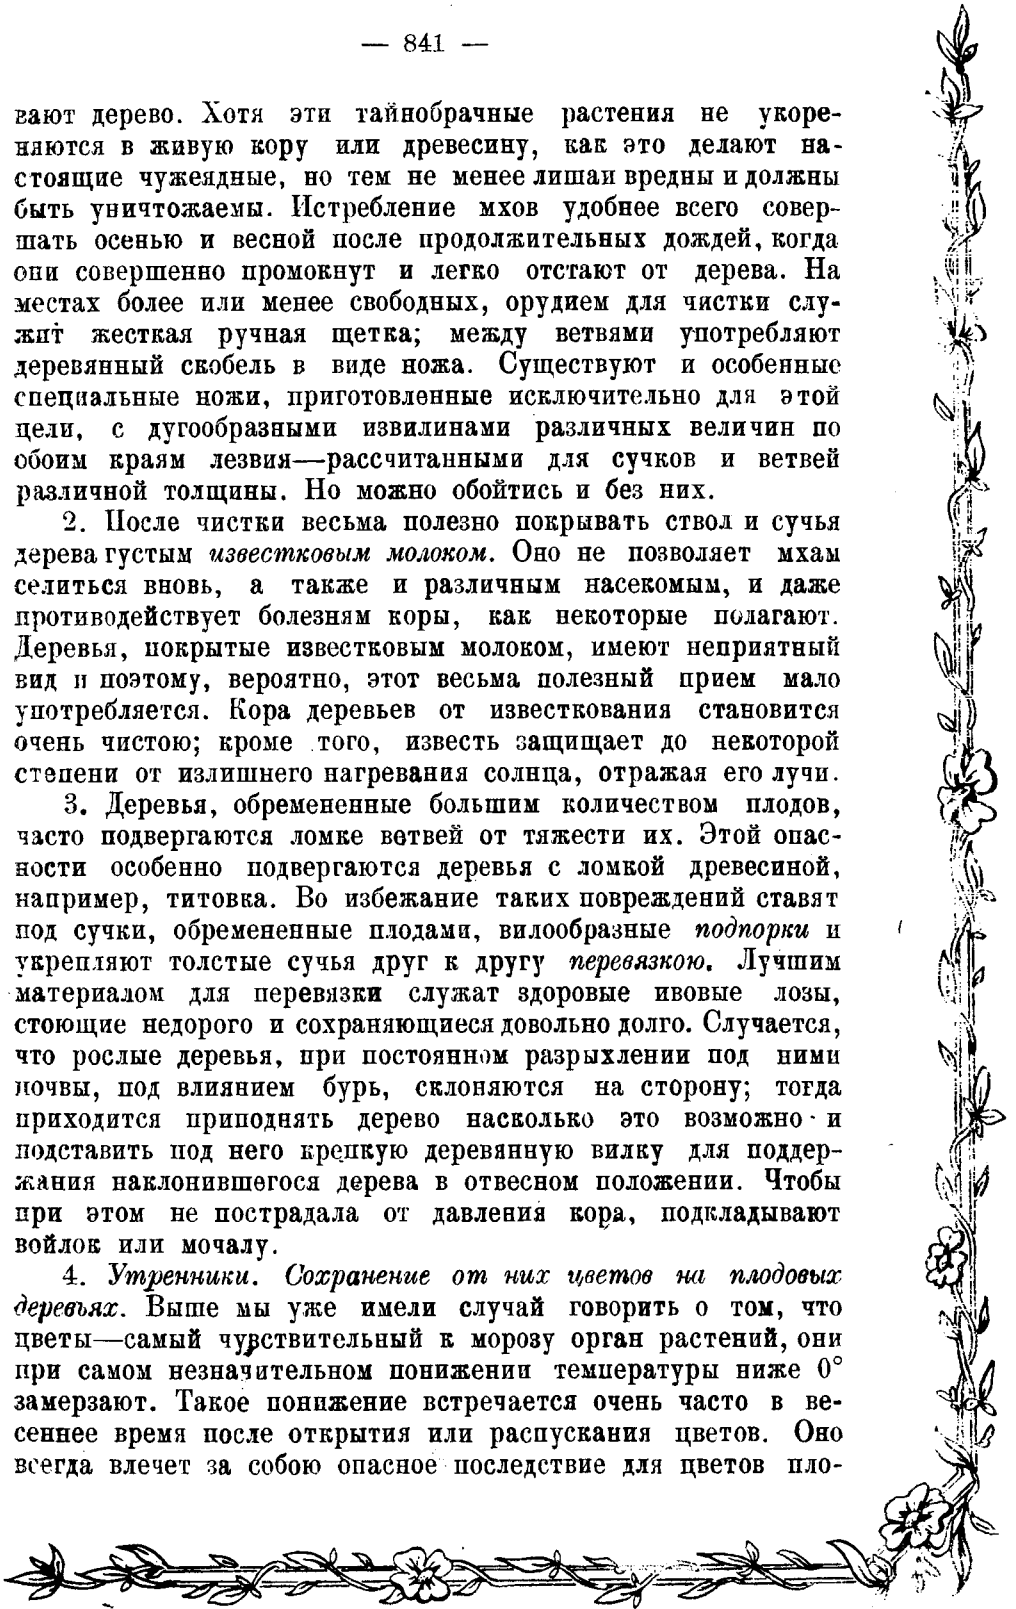 — 841 —
вают дерево. Хотя эти тайнобрачные растения не укоре-
няются в живую кору или древесину, как это делают на-
стоящие чужеядные, но тем не менее лишаи вредны и должны
быть уничтожаемы. Истребление мхов удобнее всего совер-
шать осенью и весной после продолжительных дождей, когда
они совершенно промокнут и легко отстают от дерева. На
местах более или менее свободных, орудием для чистки слу-
жит жесткая ручная щетка; между ветвями употребляют
деревянный скобель в виде ножа. Существуют и особенные
специальные ножи, приготовленные исключительно для этой
цели, с дугообразными извилинами различных величин по
обоим краям лезвия—рассчитанными для сучков и ветвей
различной толщины. Но можно обойтись и без них.
2. После чистки весьма полезно покрывать ствол и сучья
дерева густым известковым молоком. Оно не позволяет мхам
селиться вновь, а также и различным насекомым, и даже
противодействует болезням коры, как некоторые полагают.
Деревья, покрытые известковым молоком, имеют неприятный
вид и поэтому, вероятно, этот весьма полезный прием мало
употребляется. Кора деревьев от известкования становится
очень чистою; кроме того, известь защищает до некоторой
степени от излишнего нагревания солнца, отражая его лучи.
3. Деревья, обремененные большим количеством плодов,
часто подвергаются ломке ветвей от тяжести их. Этой опас-
ности особенно подвергаются деревья с ломкой древесиной,
например, титовка. Во избежание таких повреждений ставят
под сучки, обремененные плодами, вилообразные подпорки и
укрепляют толстые сучья друг к другу перевязкою. Лучшим
материалом для перевязки служат здоровые ивовые лозы,
стоющие недорого и сохраняющиеся довольно долго. Случается,
что рослые деревья, при постоянном разрыхлении под ними
почвы, под влиянием бурь, склоняются на сторону; тогда
приходится приподнять дерево насколько это возможно и
подставить под него крепкую деревянную вилку для поддер-
жания наклонившегося дерева в отвесном положении. Чтобы
при этом не пострадала от давления кора, подкладывают
войлок или мочалу.
4. Утренники. Сохранение от них цветов на плодовых
деревьях. Выше мы уже имели случай говорить о том, что
цветы—самый чувствительный к морозу орган растений, они
при самом незначительном понижении температуры ниже 0°
замерзают. Такое понижение встречается очень часто в ве-
сеннее время после открытия или распускания цветов. Оно
всегда влечет за собою опасное последствие для цветов пло-